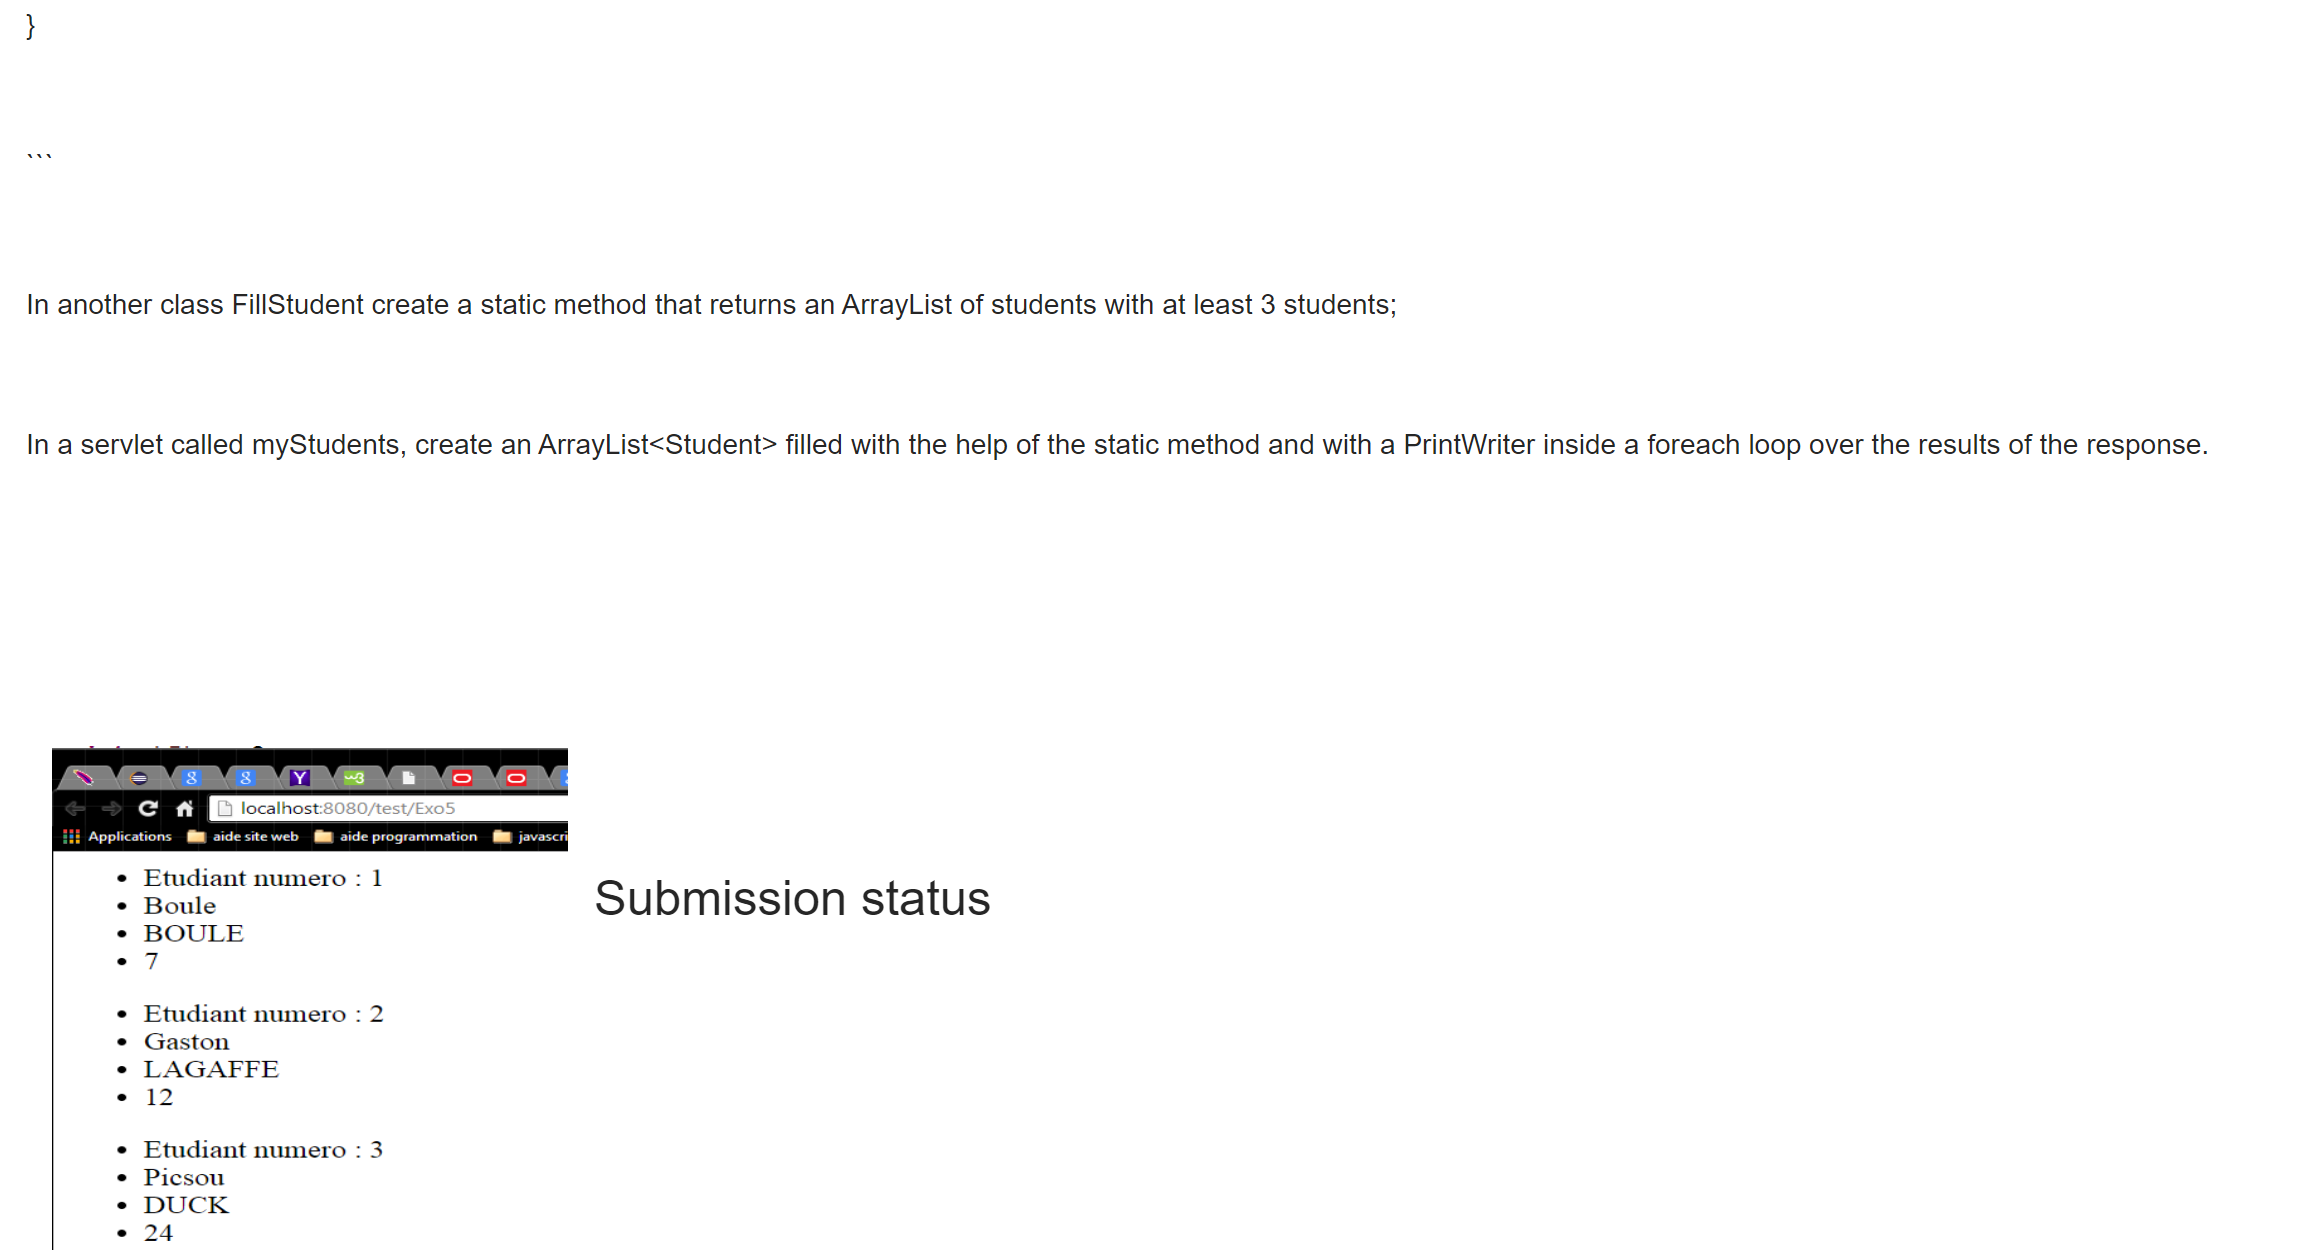 }
```
In another class FillStudent create a static method that returns an ArrayList of students with at least 3 students;
In a servlet called myStudents, create an ArrayList<Student> filled with the help of the static method and with a PrintWriter inside a foreach loop over the results of the response.
localhost:8080/test/Exo5
Applications aide site web aide programmation javascri
• Etudiant numero : 1
• Boule
• BOULE
• 7
Submission status
• Etudiant numero : 2
• Gaston
• LAGAFFE
• 12
• Etudiant numero : 3
• Picsou
• DUCK
• 24